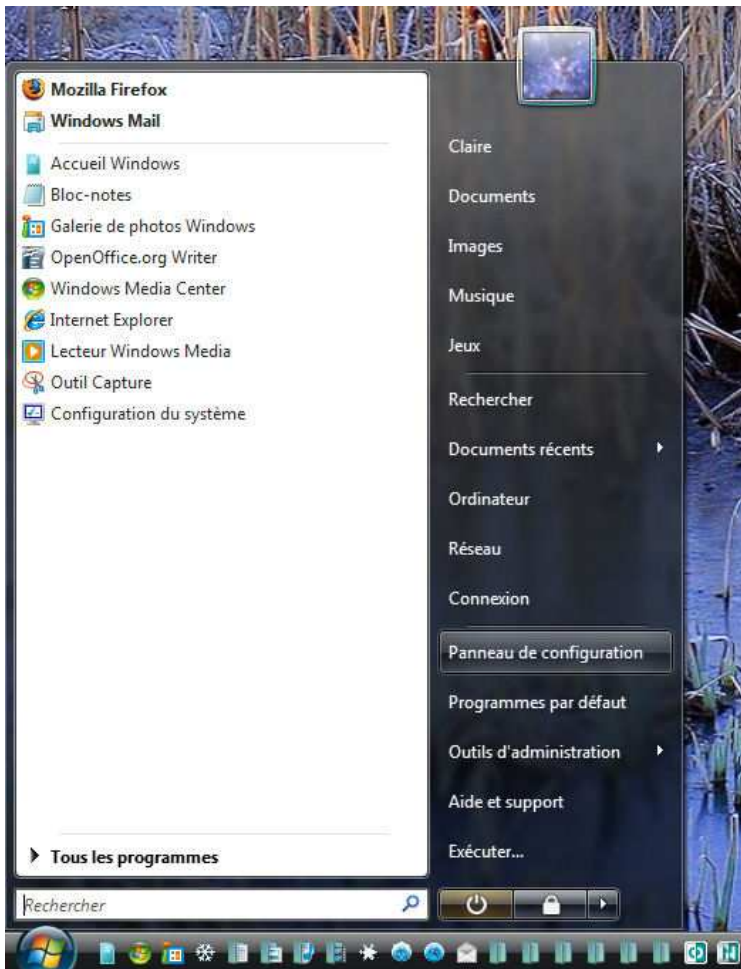 Mozilla Firefox
Windows Mail
Accueil Windows
Bloc-notes
Galerie de photos Windows
OpenOffice.org Writer
Windows Media Center
Internet Explorer
Lecteur Windows Media
Outil Capture
Configuration du système
Tous les programmes
Rechercher
Claire
Documents
Images
Musique
Jeux
Rechercher
Documents récents
Ordinateur
Réseau
Connexion
Panneau de configuration
Programmes par défaut
Outils d'administration
Aide et support
Exécuter...